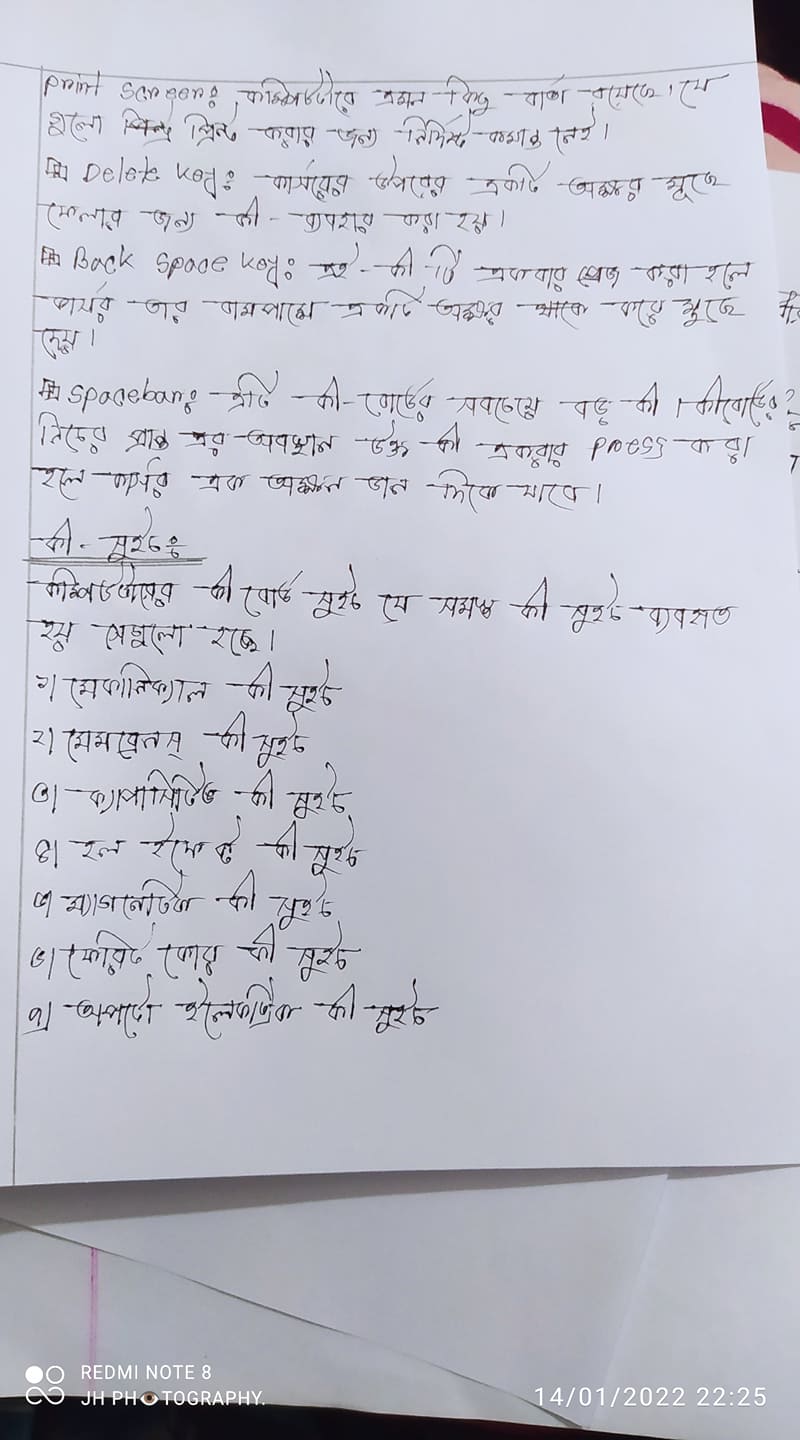 print screen: কম্পিউটারে এমন কিছু বার্তা রয়েছে। যে
গুলো প্রিন্ট করার জন্য নির্দিষ্ট কমান্ড নেই।
Delete key: কার্সরের উপরের একটি অক্ষর মুছে
ফেলার জন্য কী-ব্যবহার করা হয়।
Back space key: এই-কী টি একবার প্রেজ করা হলে
কার্সর তার বামপাশে একটি অক্ষর করে মুছে
দেয়।
spacebar: এটি কী-বোর্ডের সবচেয়ে বড় কী। কীবোর্ডের
নিচের প্রান্ত এর অবস্থান উক্ত কী একবার press করা
হলে কার্সর এক অক্ষর ডান দিকে যাবে।
কী-সুইচঃ
কম্পিউটারের কী বোর্ড সুইচ যে সমস্ত কী সুইচ ব্যবহৃত
হয় সেগুলো হচ্ছে।
১। মেকানিক্যাল কী সুইচ
২। মেমব্রেনস্ কী সুইচ
৩। ক্যাপাসিটিভ কী সুইচ
৪। হল ইফেক্ট কী সুইচ
৫। ম্যাগনেটিক কী সুইচ
৬। ফেরিট কোর কী সুইচ
৭। অপটো ইলেকট্রিক কী সুইচ
REDMI NOTE 8
JH PHOTOGRAPHY.
14/01/2022 22:25